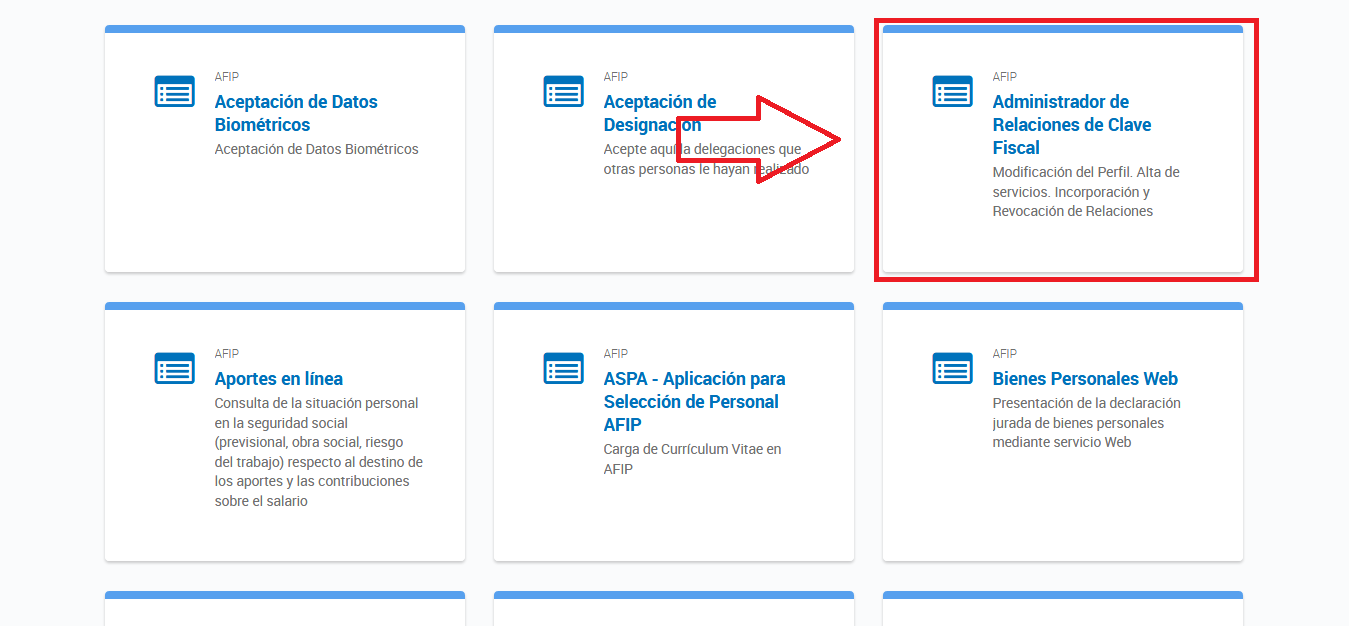 AFIP
Aceptación de Datos
Biométricos
Aceptación de Datos Biométricos
AFIP
Aceptación de
Designación
Acepte aquí la delegaciones que
otras personas le hayan realizado
AFIP
Administrador de
Relaciones de Clave
Fiscal
Modificación del Perfil. Alta de
servicios. Incorporación y
Revocación de Relaciones
AFIP
Aportes en línea
Consulta de la situación personal
en la seguridad social
(previsional, obra social, riesgo
del trabajo) respecto al destino de
los aportes y las contribuciones
sobre el salario
AFIP
ASPA - Aplicación para
Selección de Personal
AFIP
Carga de Currículum Vitae en
AFIP
AFIP
Bienes Personales Web
Presentación de la declaración
jurada de bienes personales
mediante servicio Web